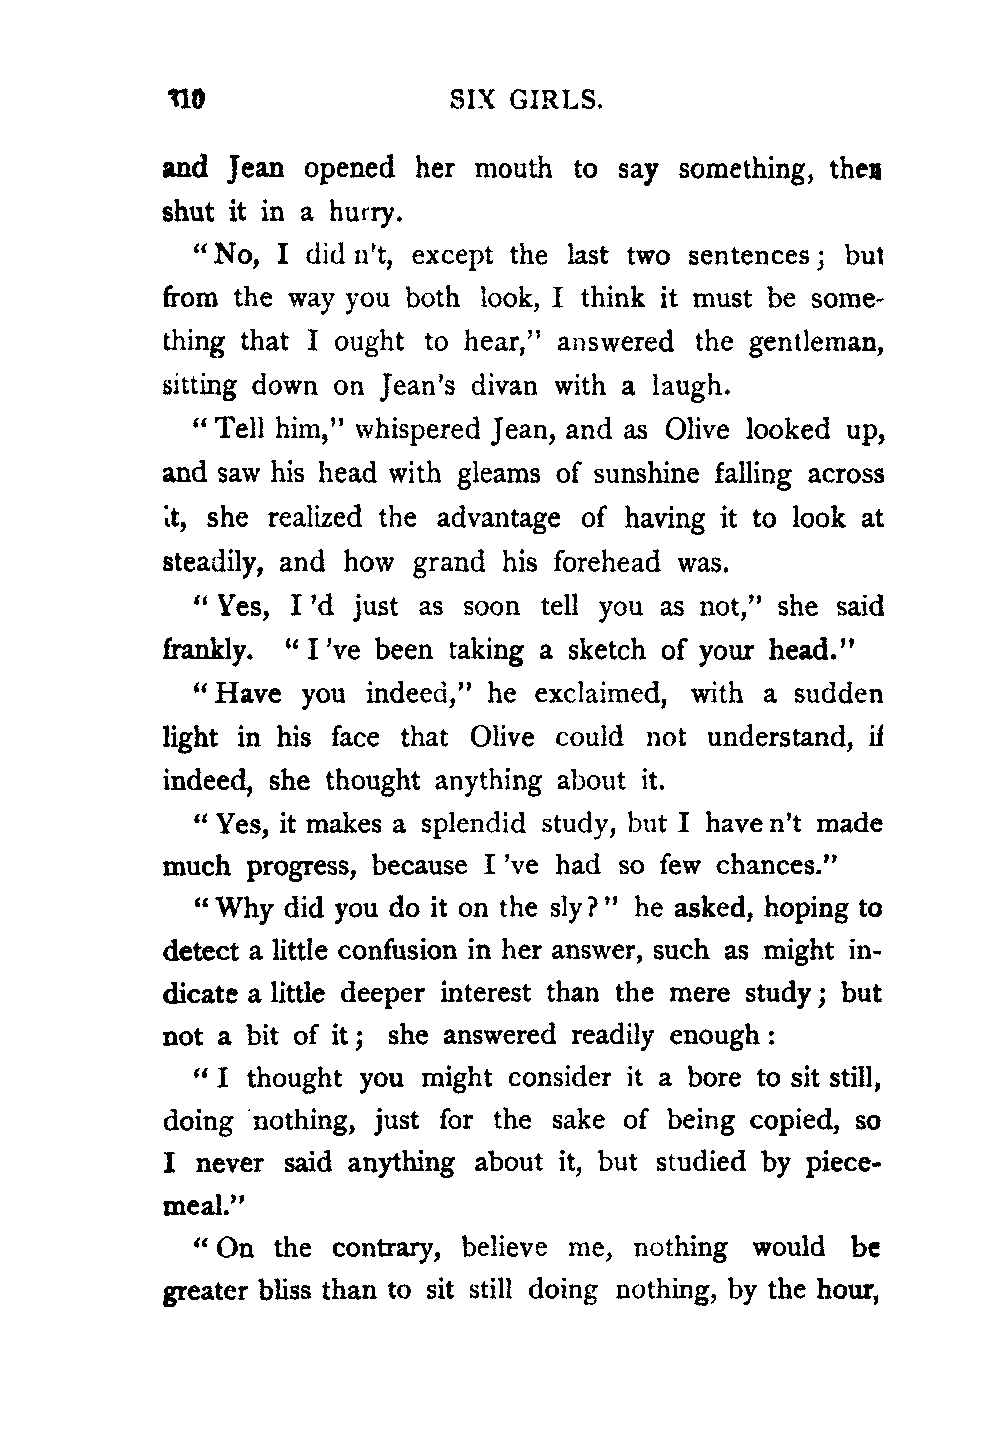 110 SIX GIRLS.
and Jean opened her mouth to say something, then
shut it in a hurry.
“No, I did n't, except the last two sentences; but
from the way you both look, I think it must be some-
thing that I ought to hear,” answered the gentleman,
sitting down on Jean's divan with a laugh.
“Tell him,” whispered Jean, and as Olive looked up,
and saw his head with gleams of sunshine falling across
it, she realized the advantage of having it to look at
steadily, and how grand his forehead was.
“Yes, I 'd just as soon tell you as not,” she said
frankly. “I 've been taking a sketch of your head.”
“Have you indeed,” he exclaimed, with a sudden
light in his face that Olive could not understand, if
indeed, she thought anything about it.
“Yes, it makes a splendid study, but I have n't made
much progress, because I 've had so few chances.”
“Why did you do it on the sly?” he asked, hoping to
detect a little confusion in her answer, such as might in-
dicate a little deeper interest than the mere study; but
not a bit of it; she answered readily enough:
“I thought you might consider it a bore to sit still,
doing nothing, just for the sake of being copied, so
I never said anything about it, but studied by piece-
meal.”
“On the contrary, believe me, nothing would be
greater bliss than to sit still doing nothing, by the hour,